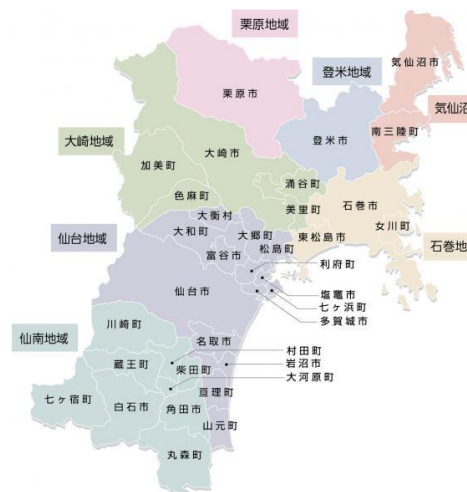 栗原地域
気仙沼市
登米地域
栗原市
気仙沼
南三陸町
登米市
大崎地域
大崎市
加美町
涌谷町
色麻町
美里町
石巻市
大衡村
女川町
大和町
大郷町
東松島市
仙台地域
松島町
富谷市
利府町
石巻地
仙台市
塩竈市
七ヶ浜町
多賀城市
川崎町
仙南地域
名取市
村田町
蔵王町
柴田町
岩沼市
大河原町
七ヶ宿町
亘理町
白石市
角田市
山元町
丸森町